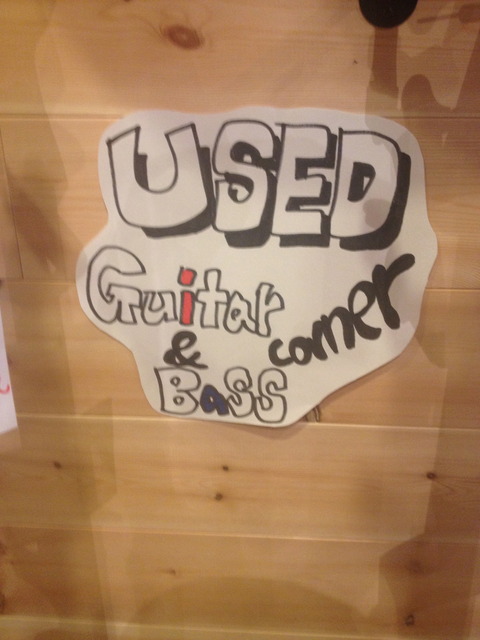 USED
Guitar
& corner
Bass